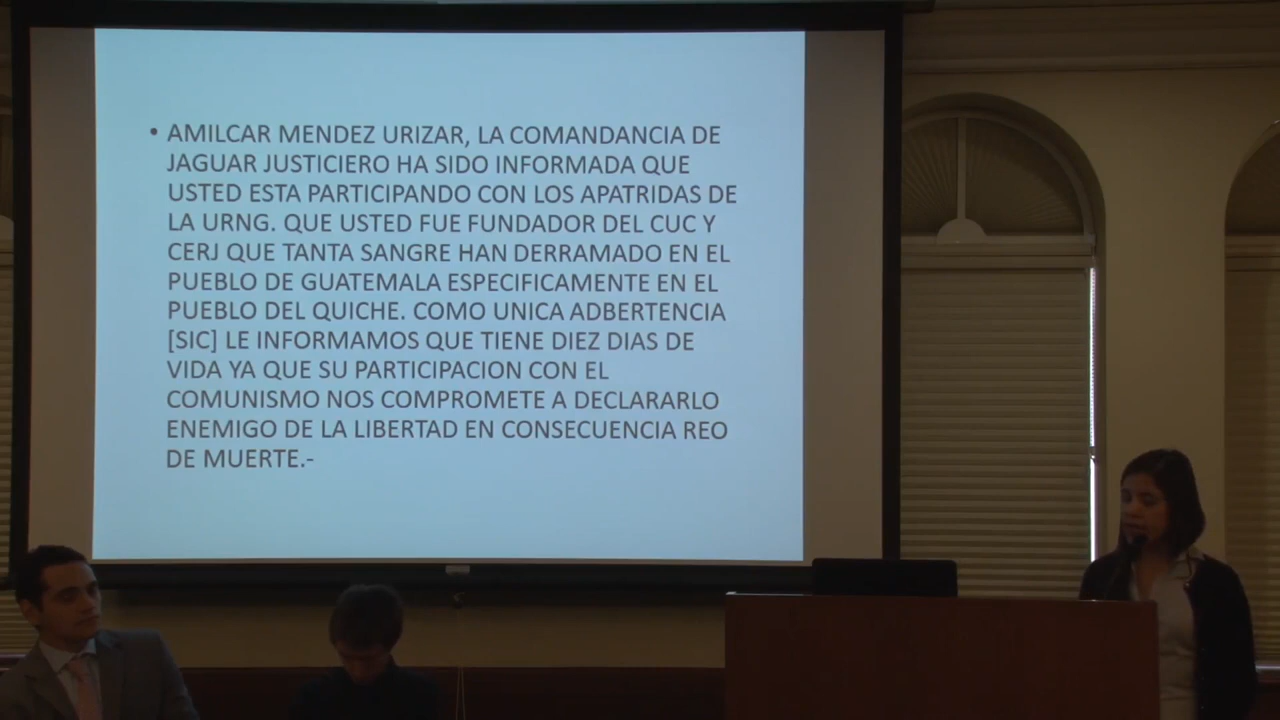 • AMILCAR MENDEZ URIZAR, LA COMANDANCIA DE
JAGUAR JUSTICIERO HA SIDO INFORMADA QUE
USTED ESTA PARTICIPANDO CON LOS APATRIDAS DE
LA URNG. QUE USTED FUE FUNDADOR DEL CUC Y
CERJ QUE TANTA SANGRE HAN DERRAMADO EN EL
PUEBLO DE GUATEMALA ESPECIFICAMENTE EN EL
PUEBLO DEL QUICHE. COMO UNICA ADBERTENCIA
[SIC] LE INFORMAMOS QUE TIENE DIEZ DIAS DE
VIDA YA QUE SU PARTICIPACION CON EL
COMUNISMO NOS COMPROMETE A DECLARARLO
ENEMIGO DE LA LIBERTAD EN CONSECUENCIA REO
DE MUERTE.-